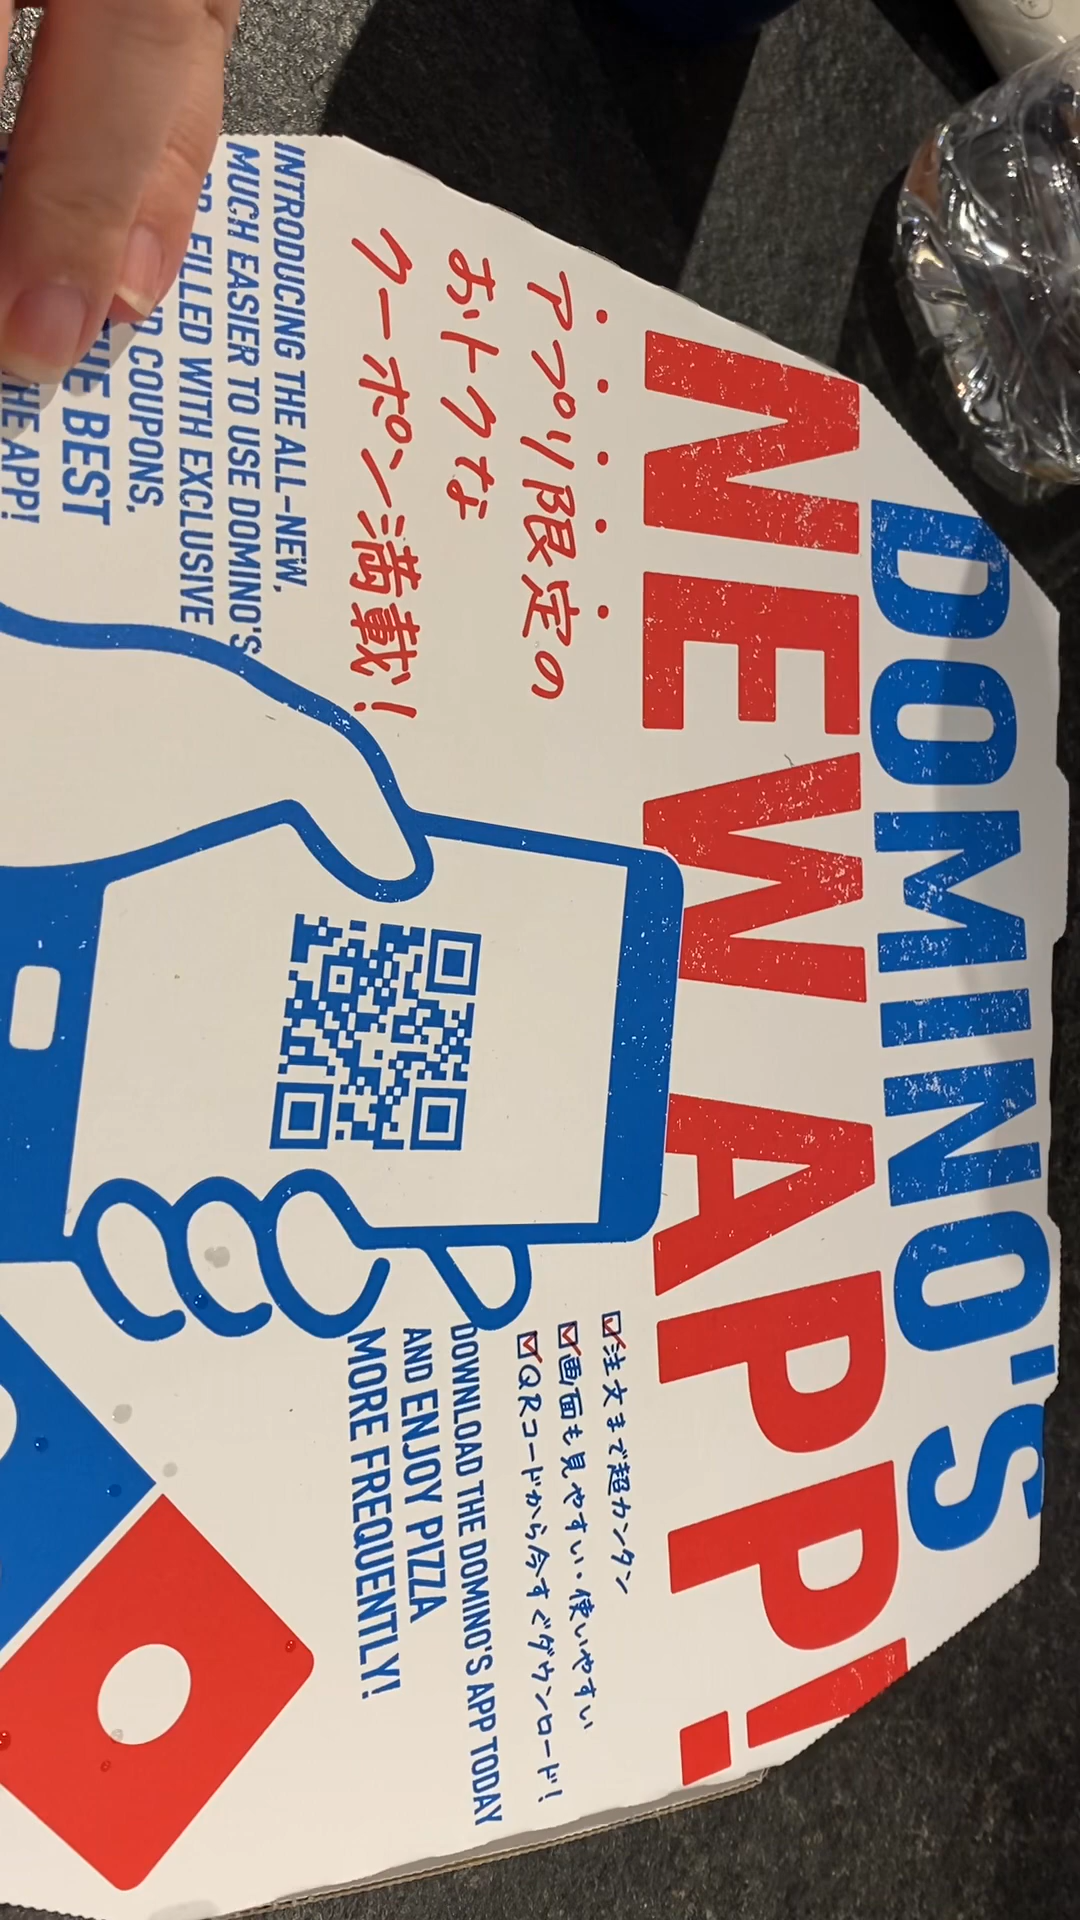 DOMINO'S
NEW APP!
アプリ限定の
おトクな
クーポン満載!
INTRODUCING THE ALL-NEW,
MUCH EASIER TO USE DOMINO'S
FILLED WITH EXCLUSIVE
COUPONS,
THE BEST
THE APP!
注文まで超カンタン
画面も見やすい・使いやすい
QRコードから今すぐダウンロード!
DOWNLOAD THE DOMINO'S APP TODAY
AND ENJOY PIZZA
MORE FREQUENTLY!